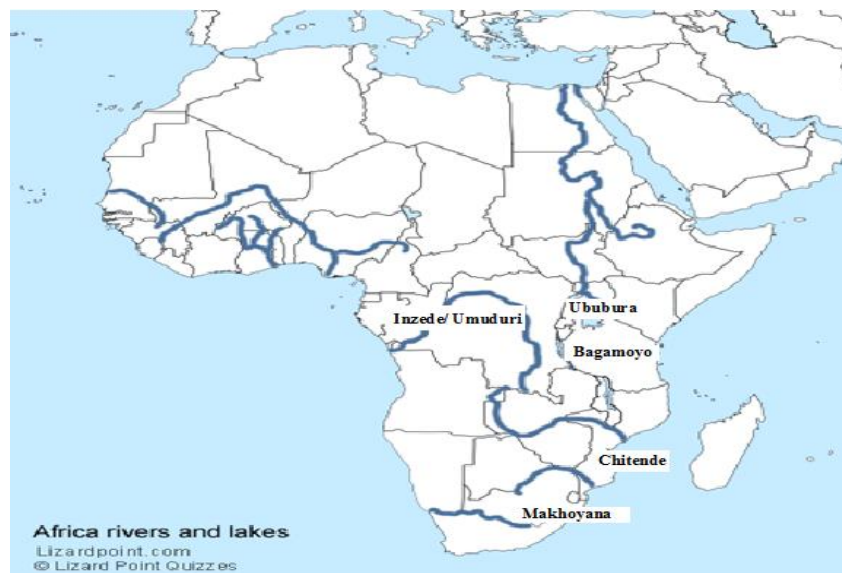 Ububura
Inzede/ Umuduri
Bagamoyo
Chitende
Makhoyana
Africa rivers and lakes
Lizardpoint.com
© Lizard Point Quizzes